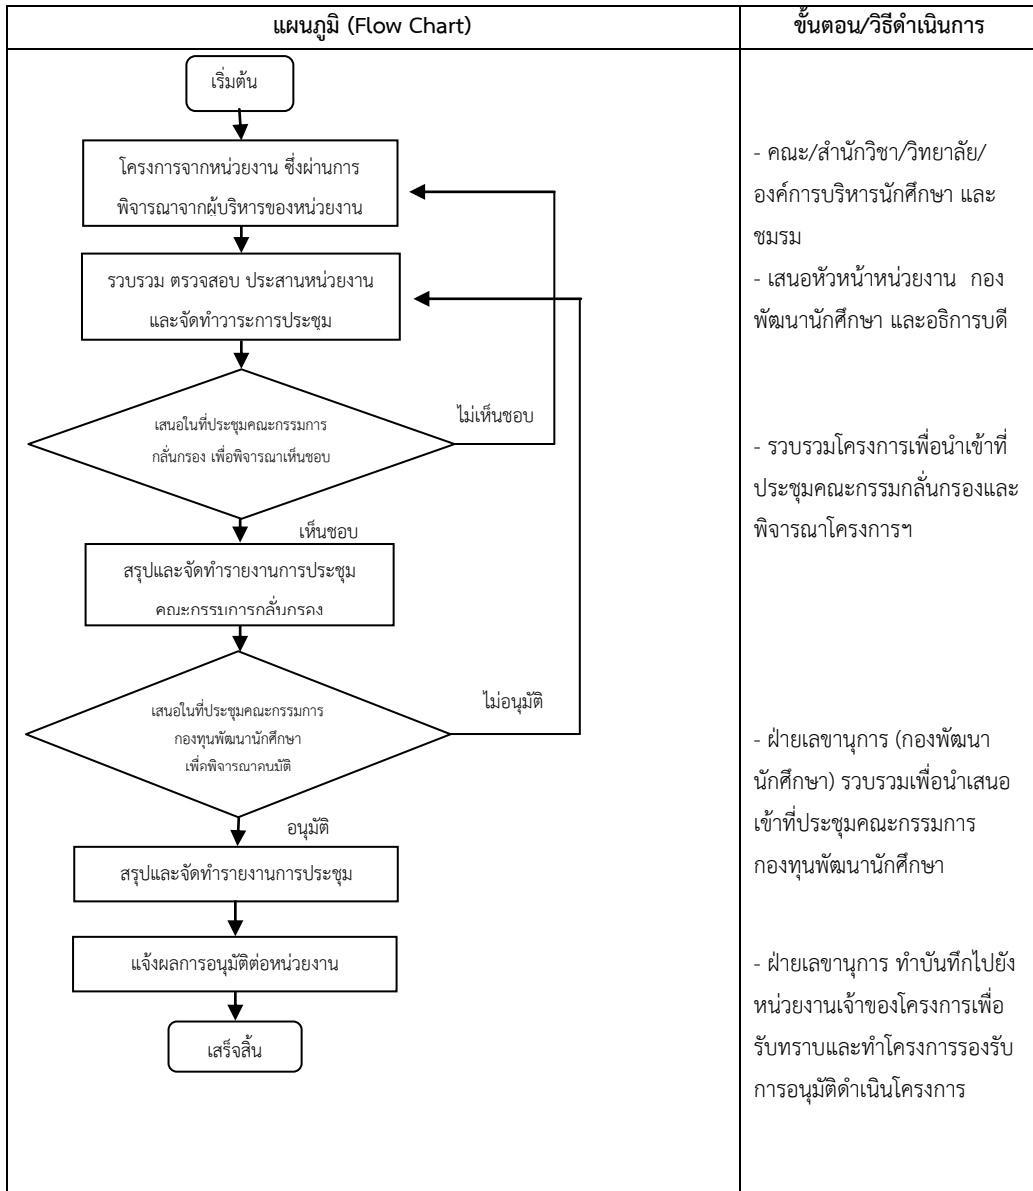 แผนภูมิ (Flow Chart)
ขั้นตอน/วิธีดำเนินการ
เริ่มต้น
โครงการจากหน่วยงาน ซึ่งผ่านการ
พิจารณาจากผู้บริหารของหน่วยงาน
รวบรวม ตรวจสอบ ประสานหน่วยงาน
และจัดทำวาระการประชุม
เสนอในที่ประชุมคณะกรรมการ
กลั่นกรอง เพื่อพิจารณาเห็นชอบ
ไม่เห็นชอบ
เห็นชอบ
สรุปและจัดทำรายงานการประชุม
คณะกรรมการกลั่นกรอง
เสนอในที่ประชุมคณะกรรมการ
กองทุนพัฒนานักศึกษา
เพื่อพิจารณาอนุมัติ
ไม่อนุมัติ
อนุมัติ
สรุปและจัดทำรายงานการประชุม
แจ้งผลการอนุมัติต่อหน่วยงาน
เสร็จสิ้น
- คณะ/สำนักวิชา/วิทยาลัย/
องค์การบริหารนักศึกษา และ
ชมรม
- เสนอหัวหน้าหน่วยงาน กอง
พัฒนานักศึกษา และอธิการบดี
- รวบรวมโครงการเพื่อนำเข้าที่
ประชุมคณะกรรมกลั่นกรองและ
พิจารณาโครงการฯ
- ฝ่ายเลขานุการ (กองพัฒนา
นักศึกษา) รวบรวมเพื่อนำเสนอ
เข้าที่ประชุมคณะกรรมการ
กองทุนพัฒนานักศึกษา
- ฝ่ายเลขานุการ ทำบันทึกไปยัง
หน่วยงานเจ้าของโครงการเพื่อ
รับทราบและทำโครงการรองรับ
การอนุมัติดำเนินโครงการ